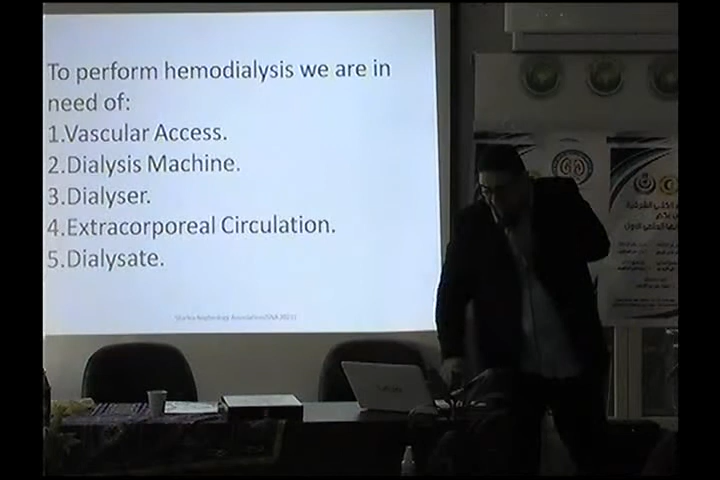 To perform hemodialysis we are in
need of:
1.Vascular Access.
2.Dialysis Machine.
3.Dialyser.
4.Extracorporeal Circulation.
5.Dialysate.